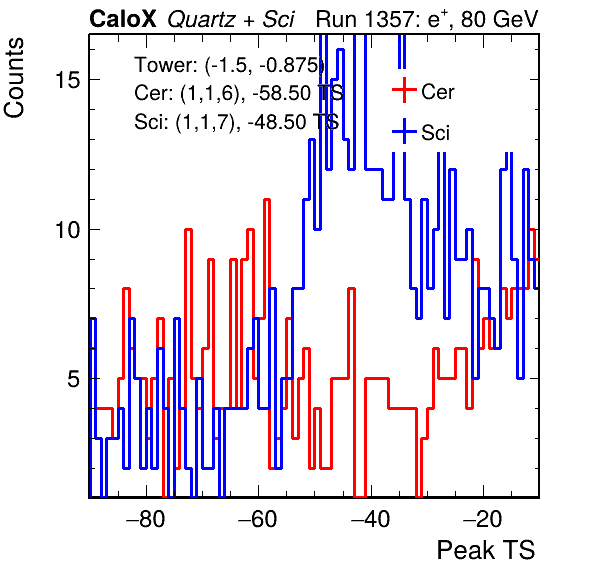 CaloX Quartz + Sci Run 1357: e+, 80 GeV
Counts
Tower: (-1.5, -0.875)
Cer: (1,1,6), -58.50 TS
Sci: (1,1,7), -48.50 TS
Cer
Sci
15
10
5
−80 −60 −40 −20
Peak TS